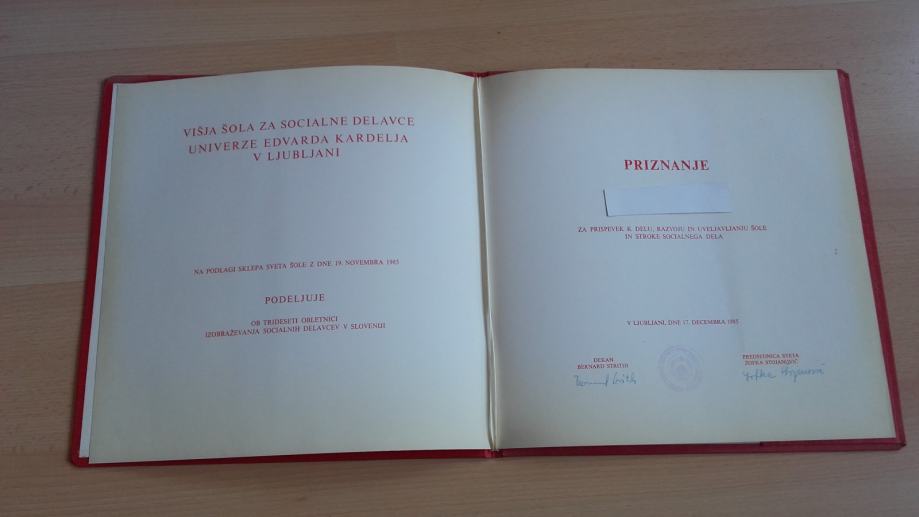 VIŠJA ŠOLA ZA SOCIALNE DELAVCE
UNIVERZE EDVARDA KARDELJA
V LJUBLJANI
NA PODLAGI SKLEPA SVETA ŠOLE Z DNE 19. NOVEMBRA 1985
PODELJUJE
OB TRIDESETI OBLETNICI
IZOBRAŽEVANJA SOCIALNIH DELAVCEV V SLOVENIJI
PRIZNANJE
ZA PRISPEVEK K DELU, RAZVOJU IN UVELJAVLJANJU ŠOLE
IN STROKE SOCIALNEGA DELA
V LJUBLJANI, DNE 17. DECEMBRA 1985
DEKAN
BERNARD STRITIH
PREDSEDNICA SVETA
ZOFKA STOJANOVIČ